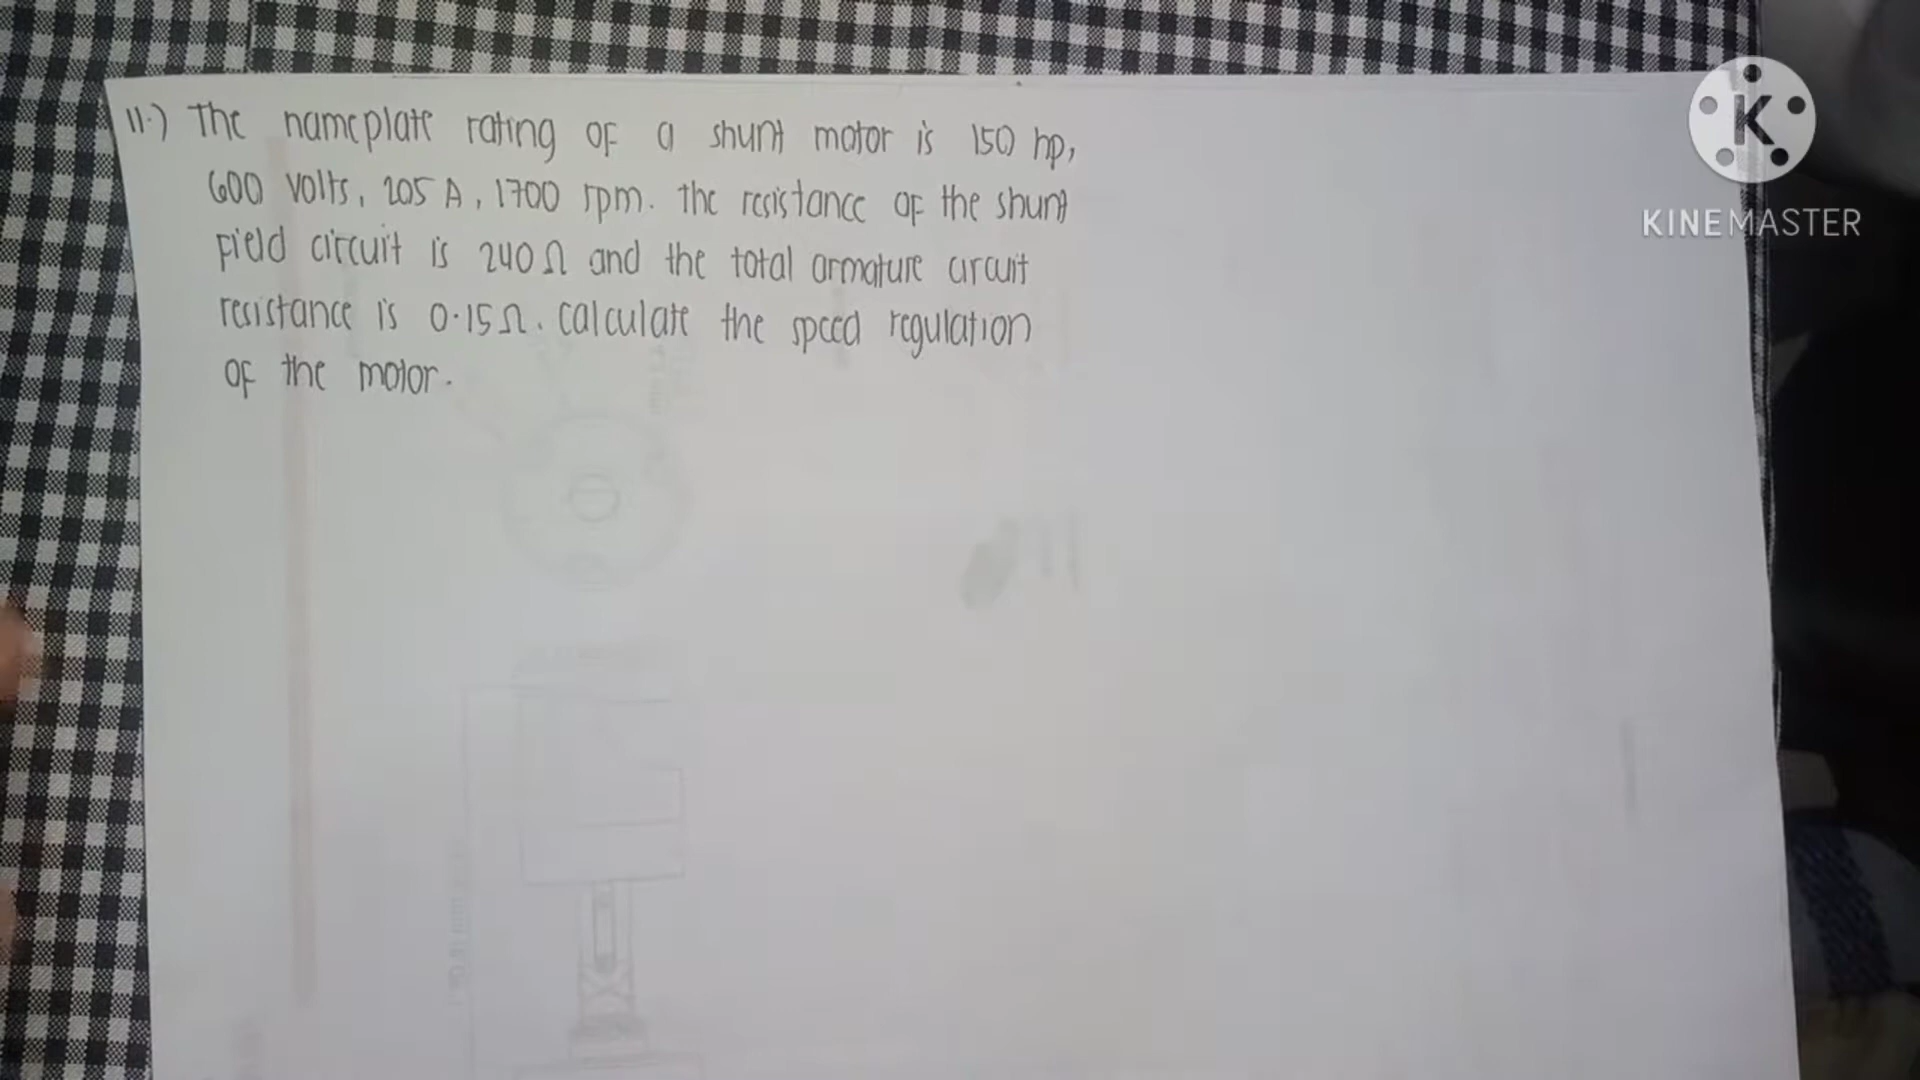 11.) The nameplate rating of a shunt motor is 150 hp,
600 volts, 205 A, 1700 rpm. the resistance of the shunt
field circuit is 240 Ω and the total armature circuit
resistance is 0.15 Ω. calculate the speed regulation
of the motor.
K
KINEMASTER